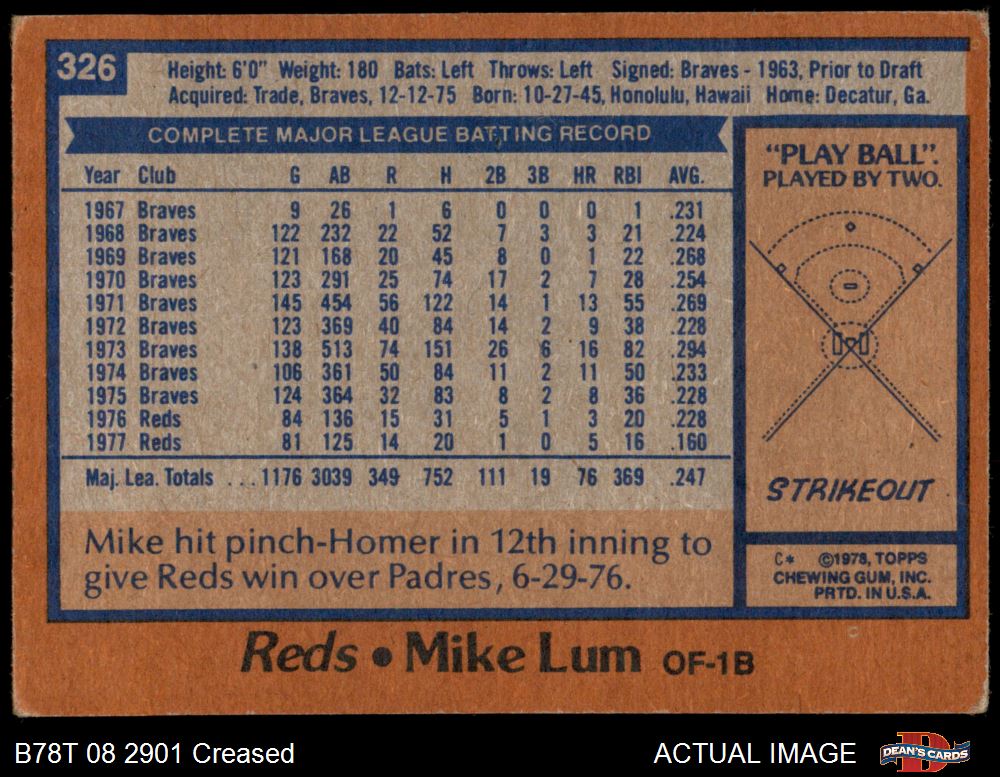 326
Height: 6'0" Weight: 180 Bats: Left Throws: Left Signed: Braves - 1963, Prior to Draft
Acquired: Trade, Braves, 12-12-75 Born: 10-27-45, Honolulu, Hawaii Home: Decatur, Ga.
COMPLETE MAJOR LEAGUE BATTING RECORD
Year Club G AB R H 2B 3B HR RBI AVG.
1967 Braves 9 26 1 6 0 0 0 1 .231
1968 Braves 122 232 22 52 7 3 3 21 .224
1969 Braves 121 168 20 45 8 0 1 22 .268
1970 Braves 123 291 25 74 17 2 7 28 .254
1971 Braves 145 454 56 122 14 1 13 55 .269
1972 Braves 123 369 40 84 14 2 9 38 .228
1973 Braves 138 513 74 151 26 6 16 82 .294
1974 Braves 106 361 50 84 11 2 11 50 .233
1975 Braves 124 364 32 83 8 2 8 36 .228
1976 Reds 84 136 15 31 5 1 3 20 .228
1977 Reds 81 125 14 20 1 0 5 16 .160
Maj. Lea. Totals ... 1176 3039 349 752 111 19 76 369 .247
Mike hit pinch-Homer in 12th inning to
give Reds win over Padres, 6-29-76.
"PLAY BALL".
PLAYED BY TWO.
STRIKEOUT
C* ©1978, TOPPS
CHEWING GUM, INC.
PRTD. IN U.S.A.
Reds • Mike Lum OF-1B
B78T 08 2901 Creased
ACTUAL IMAGE
DEAN'S CARDS